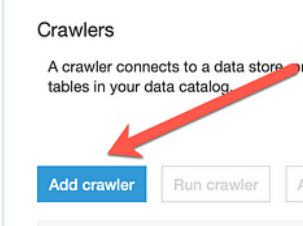 Crawlers
A crawler connects to a data store,
tables in your data catalog.
Add crawler
Run crawler